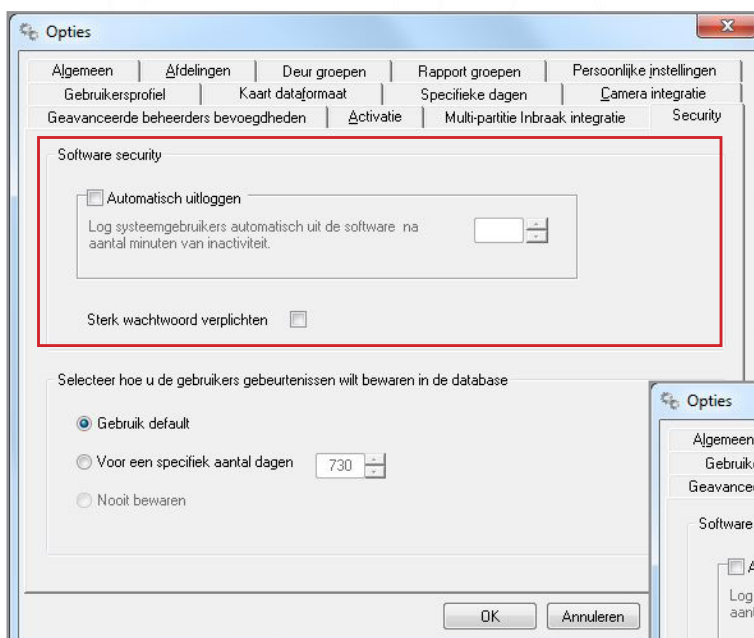 Opties
Algemeen Afdelingen Deur groepen Rapport groepen Persoonlijke instellingen
Gebruikersprofiel Kaart dataformaat Specifieke dagen Camera integratie
Geavanceerde beheerders bevoegdheden Activatie Multi-partitie Inbraak integratie Security
Software security
Automatisch uitloggen
Log systeemgebruikers automatisch uit de software na
aantal minuten van inactiviteit.
Sterk wachtwoord verplichten
Selecteer hoe u de gebruikers gebeurtenissen wilt bewaren in de database
Gebruik default
Voor een specifiek aantal dagen 730
Nooit bewaren
OK Annuleren
Opties
Algemeen
Gebruike
Geavancee
Software
A
Log
aant